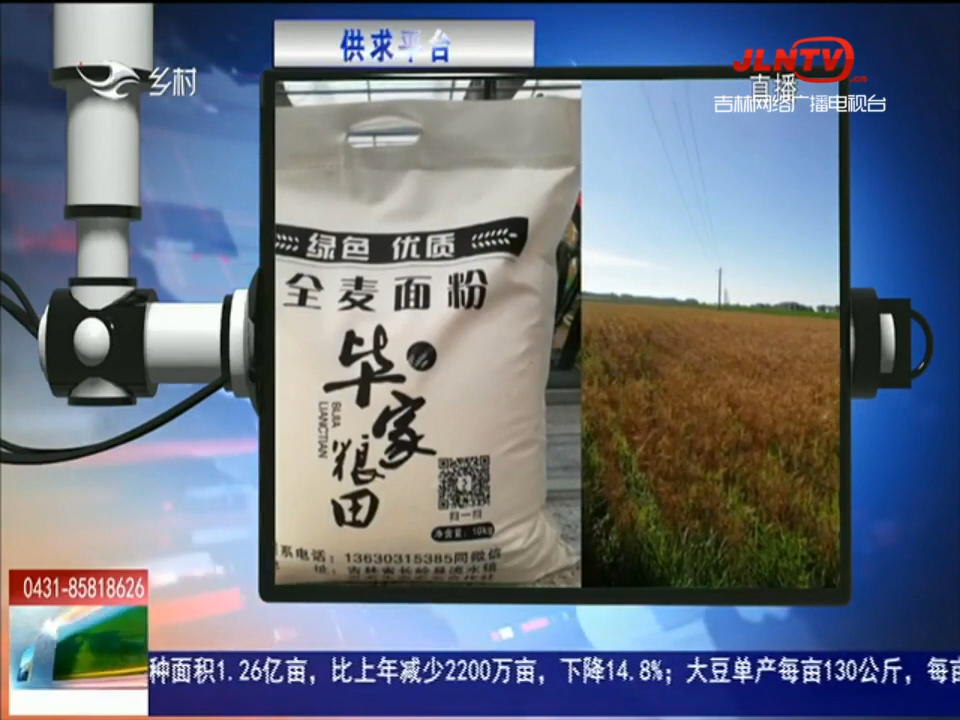 供求平台
JLNTV
.cn
直播
吉林网络广播电视台
乡村
绿色 优质
全麦面粉
毕家
粮田
BIJIA
LIANGTIAN
扫一扫
净含量：10kg
系电话：13630315385同微信
址：吉林省长岭县流水镇
0431-85818626
种面积1.26亿亩，比上年减少2200万亩，下降14.8%；大豆单产每亩130公斤，每亩